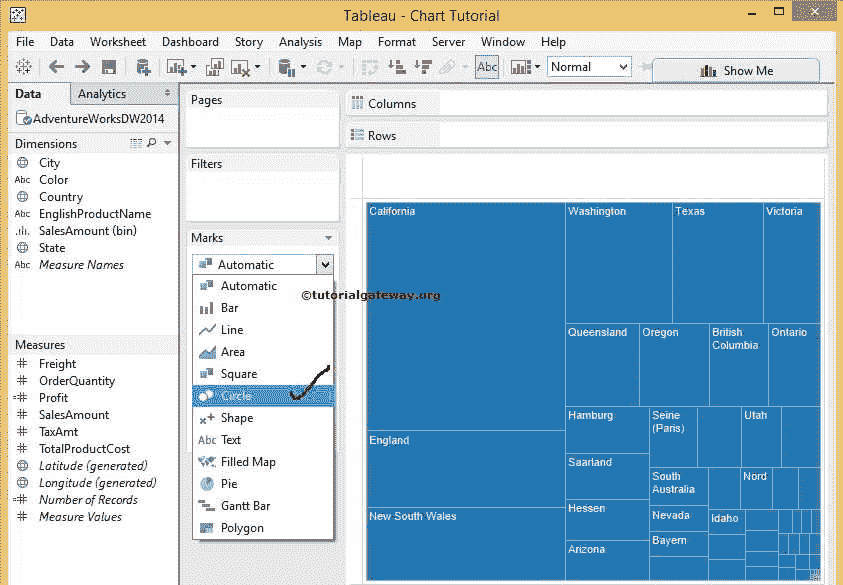 Tableau - Chart Tutorial
File Data Worksheet Dashboard Story Analysis Map Format Server Window Help
Abc Normal Show Me
Data Analytics
AdventureWorksDW2014
Dimensions
City
Abc Color
Country
Abc EnglishProductName
SalesAmount (bin)
State
Abc Measure Names
Measures
Freight
OrderQuantity
Profit
SalesAmount
TaxAmt
TotalProductCost
Latitude (generated)
Longitude (generated)
Number of Records
Measure Values
Pages
Filters
Marks
Automatic
Automatic
Bar
Line
Area
Square
Circle
Shape
Abc Text
Filled Map
Pie
Gantt Bar
Polygon
©tutorialgateway.org
Columns
Rows
California
England
New South Wales
Washington
Texas
Victoria
Queensland
Oregon
British
Columbia
Ontario
Hamburg
Saarland
Hessen
Arizona
Seine
(Paris)
Utah
South
Australia
Nord
Nevada
Idaho
Bayern